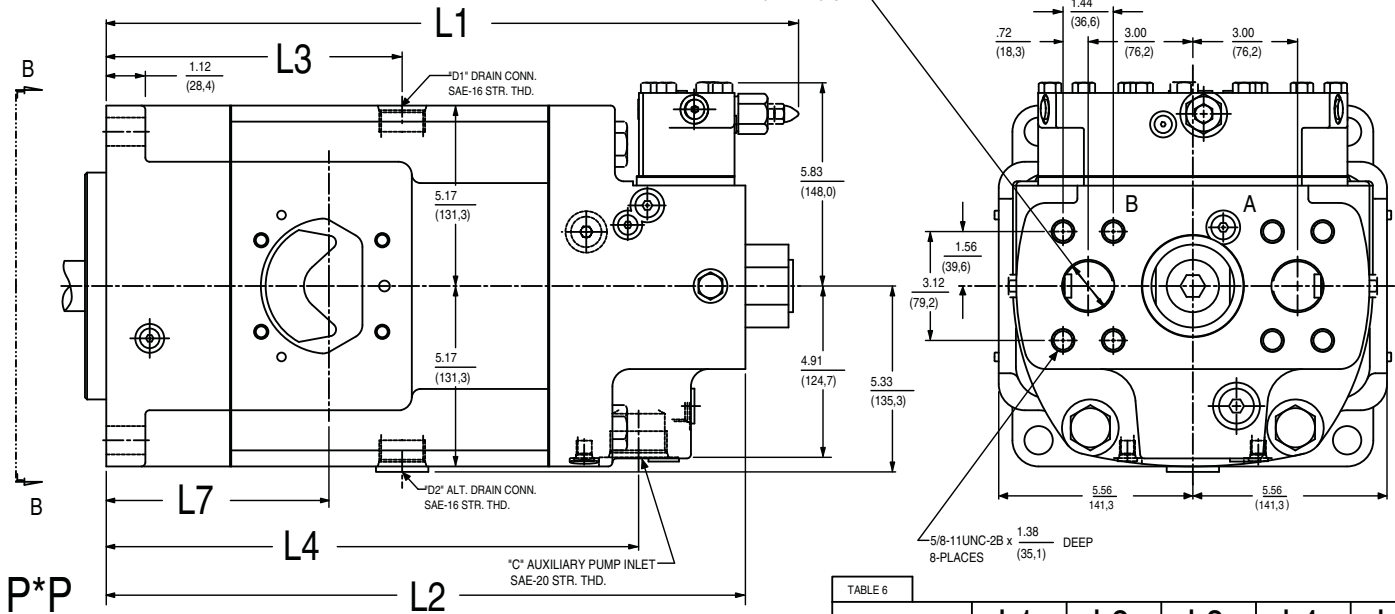 L1
L3
1.12
(28,4)
B
"D1" DRAIN CONN.
SAE-16 STR. THD.
5.17
(131,3)
5.17
(131,3)
5.83
(148,0)
4.91
(124,7)
5.33
(135,3)
B
L7
"D2" ALT. DRAIN CONN.
SAE-16 STR. THD.
L4
"C" AUXILIARY PUMP INLET
SAE-20 STR. THD.
L2
P*P
1.44
(36,6)
.72
(18,3)
3.00
(76,2)
3.00
(76,2)
B
A
1.56
(39,6)
3.12
(79,2)
5.56
141,3
5.56
(141,3)
5/8-11UNC-2B x 1.38 DEEP
8-PLACES (35,1)
TABLE 6